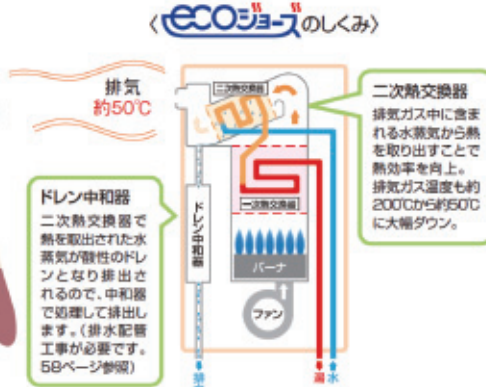 〈ecoジョーズのしくみ〉
排気
約50℃
二次熱交換器
二次熱交換器
排気ガス中に含ま
れる水蒸気から熱
を取り出すことで
熱効率を向上。
排気ガス温度も約
200℃から約50℃
に大幅ダウン。
ドレン中和器
二次熱交換器で
熱を取出された水
蒸気が酸性のドレ
ンとなり排出さ
れるので、中和器
で処理して排出し
ます。(排水配管
工事が必要です。
58ページ参照)
ドレン中和器
一次熱交換器
バーナ
ファン
排水
湯
水